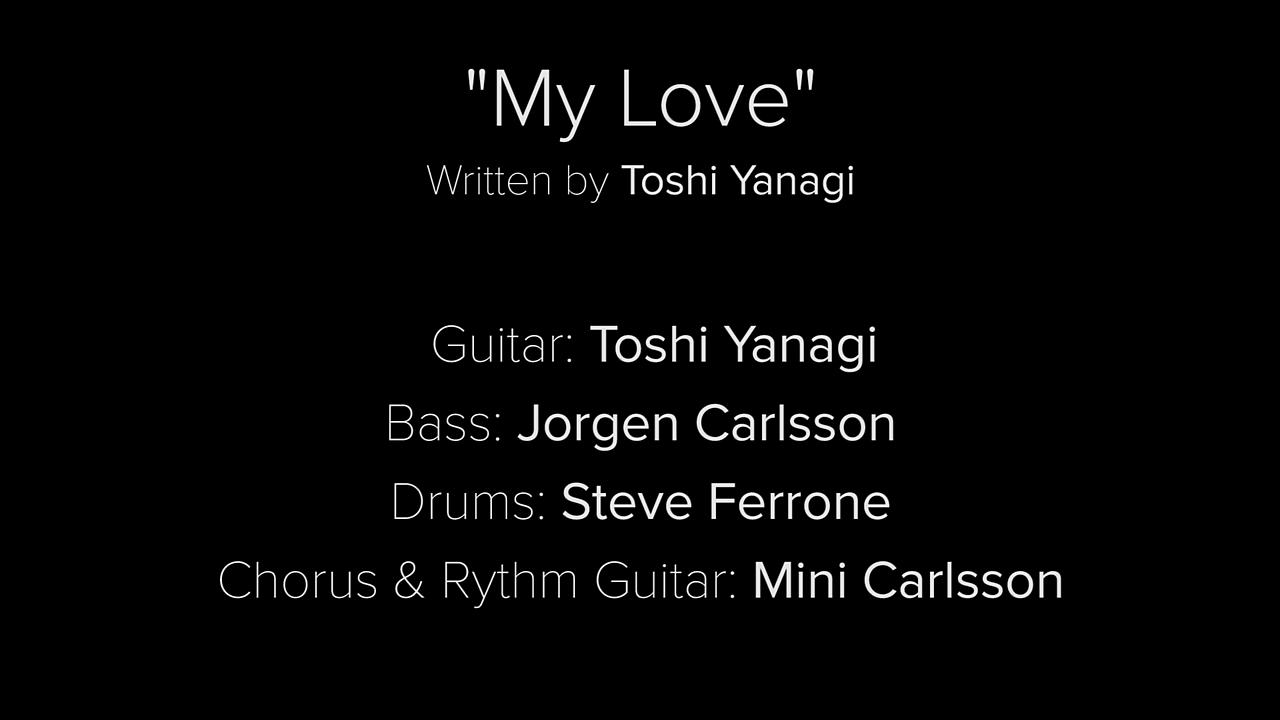 "My Love"
Written by Toshi Yanagi
Guitar: Toshi Yanagi
Bass: Jorgen Carlsson
Drums: Steve Ferrone
Chorus & Rythm Guitar: Mini Carlsson